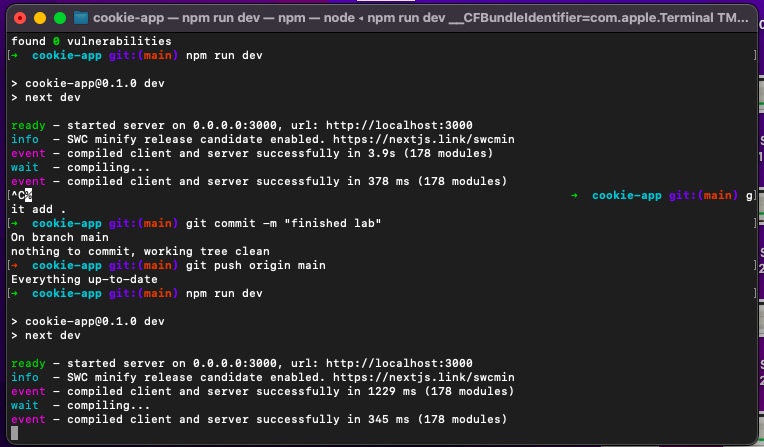 cookie-app — npm run dev — npm — node ◂ npm run dev __CFBundleIdentifier=com.apple.Terminal TM...
found 0 vulnerabilities
[➜  cookie-app git:(main) npm run dev ]
> cookie-app@0.1.0 dev
> next dev
ready - started server on 0.0.0.0:3000, url: http://localhost:3000
info  - SWC minify release candidate enabled. https://nextjs.link/swcmin
event - compiled client and server successfully in 3.9s (178 modules)
wait  - compiling...
event - compiled client and server successfully in 378 ms (178 modules)
[^C% ➜  cookie-app git:(main) g]
it add .
[➜  cookie-app git:(main) git commit -m "finished lab" ]
On branch main
nothing to commit, working tree clean
[➜  cookie-app git:(main) git push origin main ]
Everything up-to-date
[➜  cookie-app git:(main) npm run dev ]
> cookie-app@0.1.0 dev
> next dev
ready - started server on 0.0.0.0:3000, url: http://localhost:3000
info  - SWC minify release candidate enabled. https://nextjs.link/swcmin
event - compiled client and server successfully in 1229 ms (178 modules)
wait  - compiling...
event - compiled client and server successfully in 345 ms (178 modules)